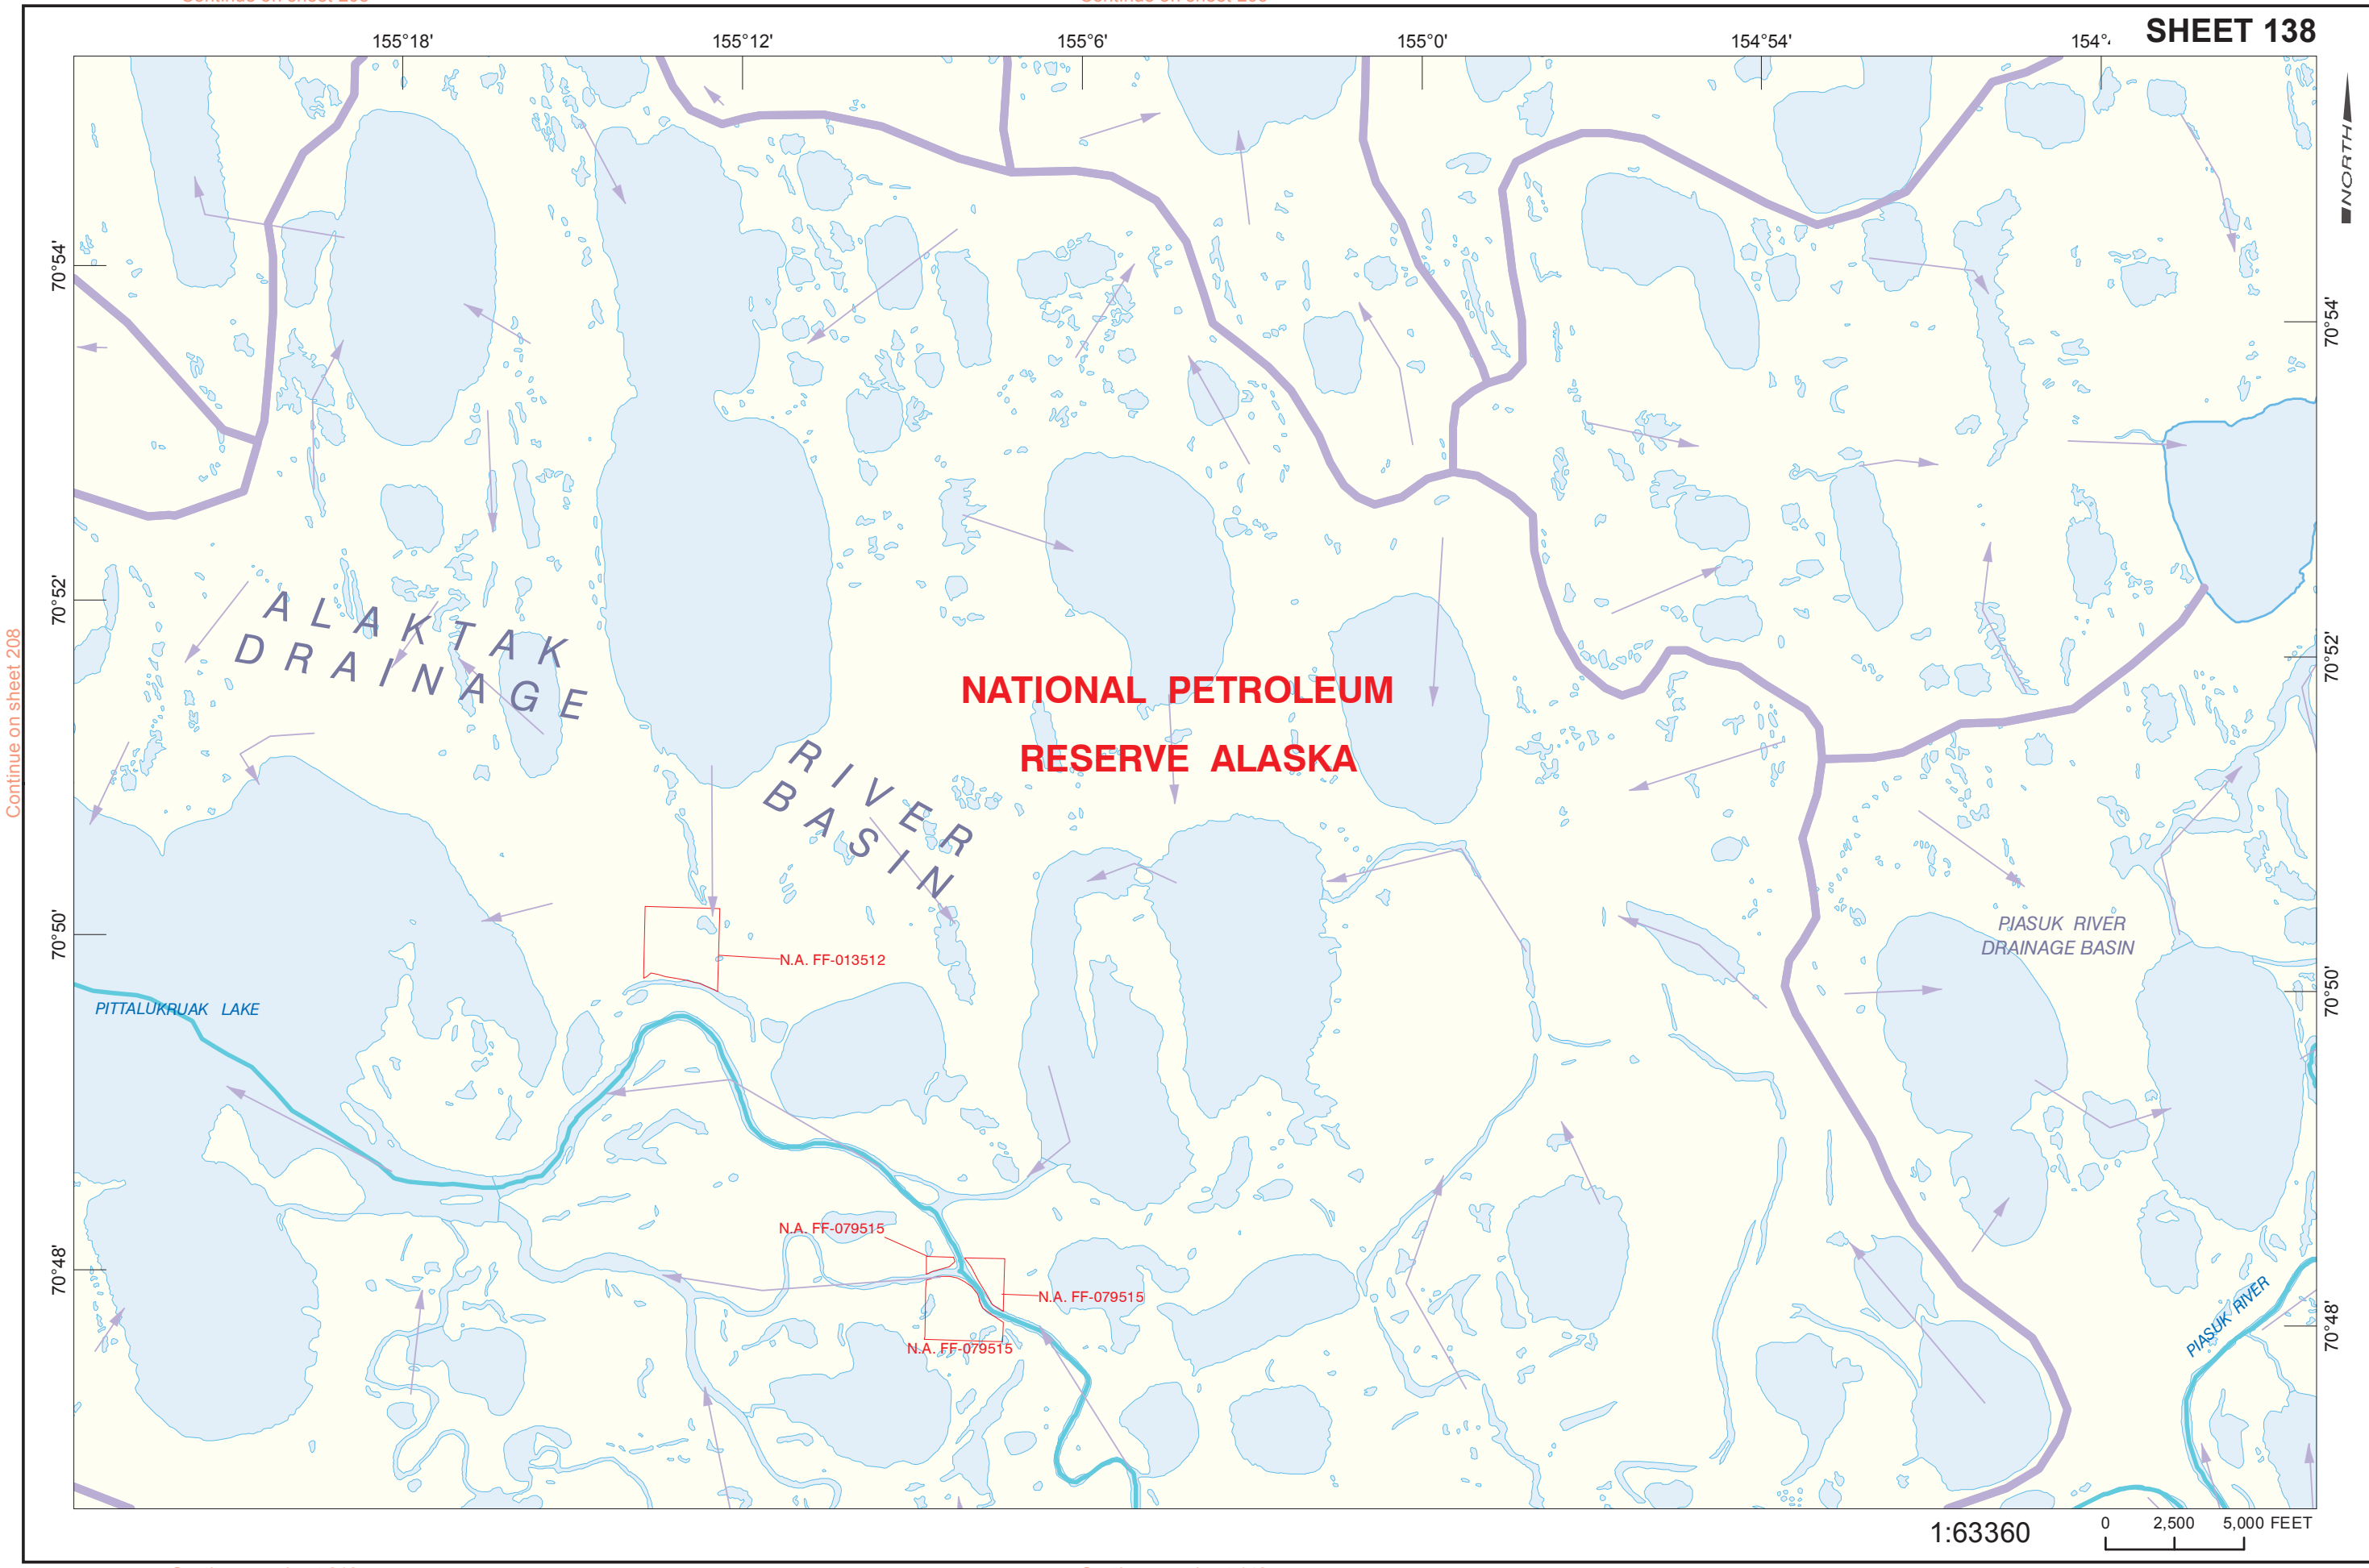 SHEET 138
155°18'
155°12'
155°6'
155°0'
154°54'
NORTH
70°54'
70°54'
70°52'
70°52'
Continue on sheet 208
ALAKTAK
DRAINAGE
RIVER
BASIN
NATIONAL PETROLEUM
RESERVE ALASKA
70°50'
70°50'
N.A. FF-013512
PIASUK RIVER
DRAINAGE BASIN
PITTALUKRUAK LAKE
70°48'
70°48'
N.A. FF-079515
N.A. FF-079515
N.A. FF-079515
PIASUK RIVER
1:63360
0 2,500 5,000 FEET